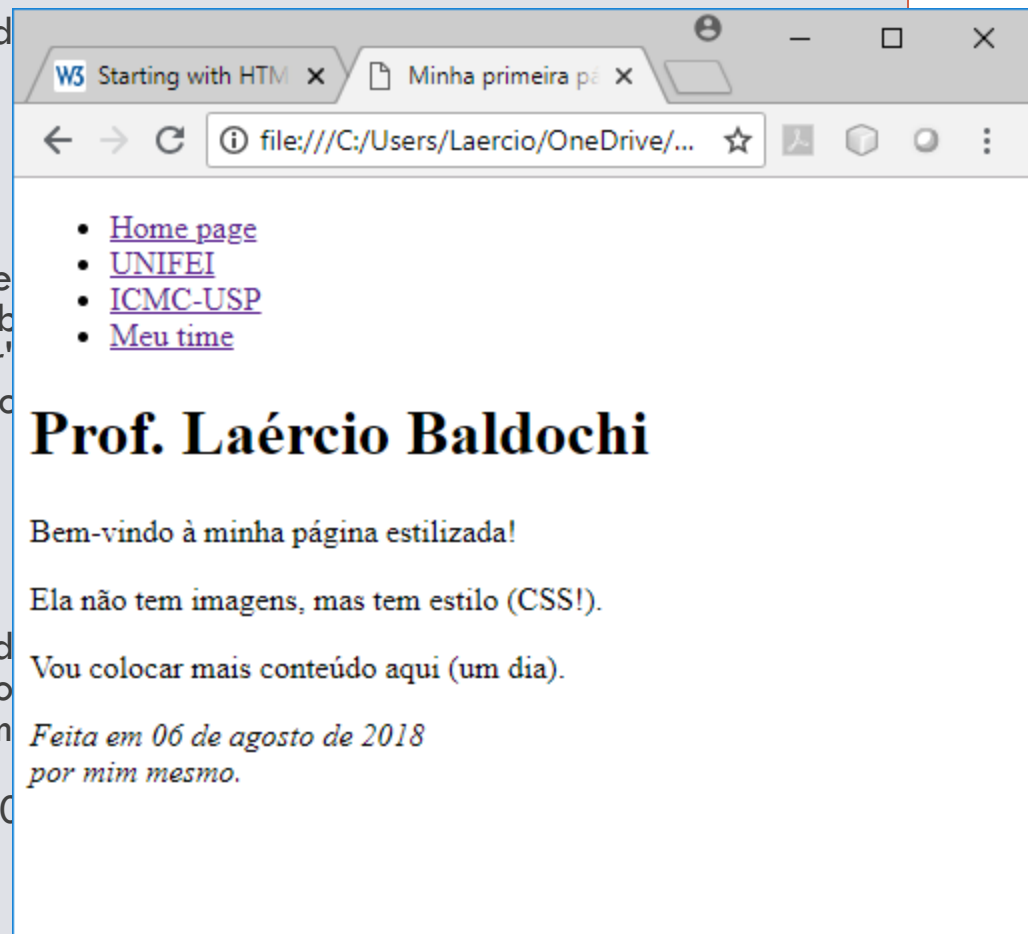 W3 Starting with HTM
Minha primeira pá
file:///C:/Users/Laercio/OneDrive/...
Home page
UNIFEI
ICMC-USP
Meu time
Prof. Laércio Baldochi
Bem-vindo à minha página estilizada!
Ela não tem imagens, mas tem estilo (CSS!).
Vou colocar mais conteúdo aqui (um dia).
Feita em 06 de agosto de 2018
por mim mesmo.